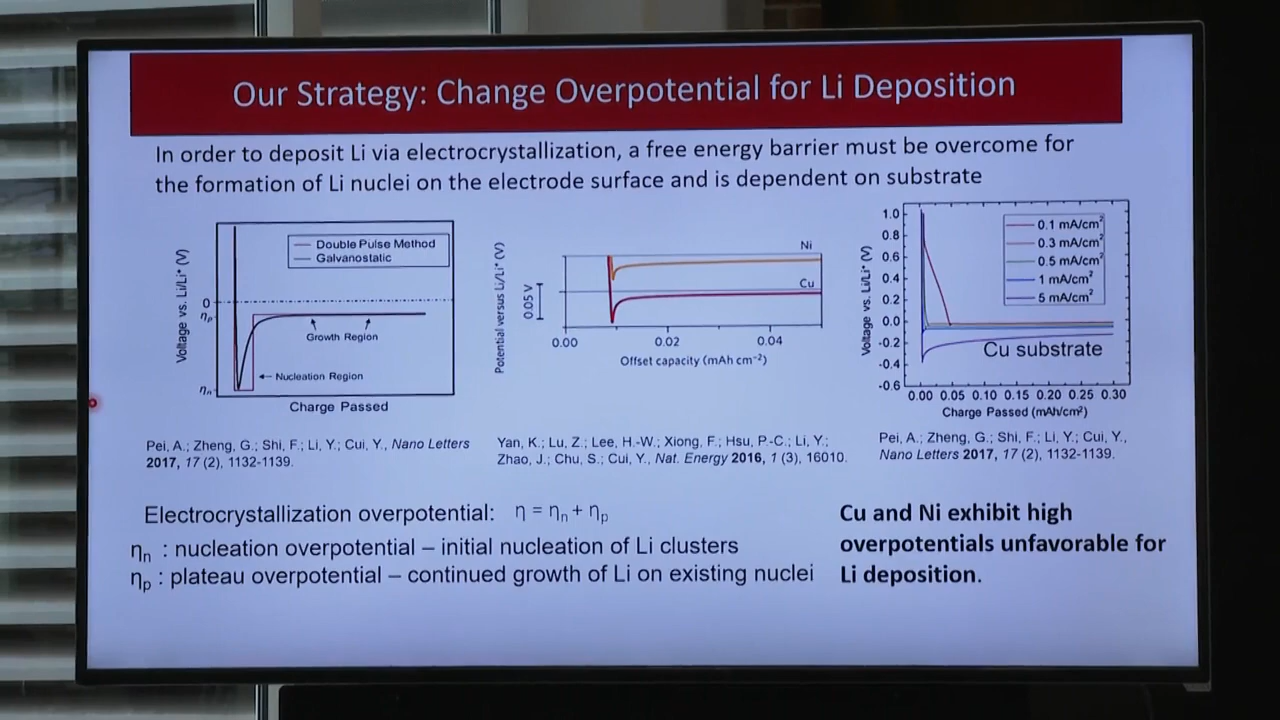 Our Strategy: Change Overpotential for Li Deposition
In order to deposit Li via electrocrystallization, a free energy barrier must be overcome for
the formation of Li nuclei on the electrode surface and is dependent on substrate
Voltage vs. Li/Li⁺ (V)
Double Pulse Method
Galvanostatic
0
ηp
Growth Region
Nucleation Region
ηn
Charge Passed
Potential versus Li/Li⁺ (V)
0.05 V
Ni
Cu
0.00 0.02 0.04
Offset capacity (mAh cm⁻²)
Voltage vs. Li/Li⁺ (V)
1.0
0.8
0.6
0.4
0.2
0.0
-0.2
-0.4
-0.6
0.1 mA/cm²
0.3 mA/cm²
0.5 mA/cm²
1 mA/cm²
5 mA/cm²
Cu substrate
0.00 0.05 0.10 0.15 0.20 0.25 0.30
Charge Passed (mAh/cm²)
Pei, A.; Zheng, G.; Shi, F.; Li, Y.; Cui, Y., Nano Letters
2017, 17 (2), 1132-1139.
Yan, K.; Lu, Z.; Lee, H.-W.; Xiong, F.; Hsu, P.-C.; Li, Y.;
Zhao, J.; Chu, S.; Cui, Y., Nat. Energy 2016, 1 (3), 16010.
Pei, A.; Zheng, G.; Shi, F.; Li, Y.; Cui, Y.,
Nano Letters 2017, 17 (2), 1132-1139.
Electrocrystallization overpotential: η = ηn + ηp
ηn : nucleation overpotential – initial nucleation of Li clusters
ηp : plateau overpotential – continued growth of Li on existing nuclei
Cu and Ni exhibit high
overpotentials unfavorable for
Li deposition.